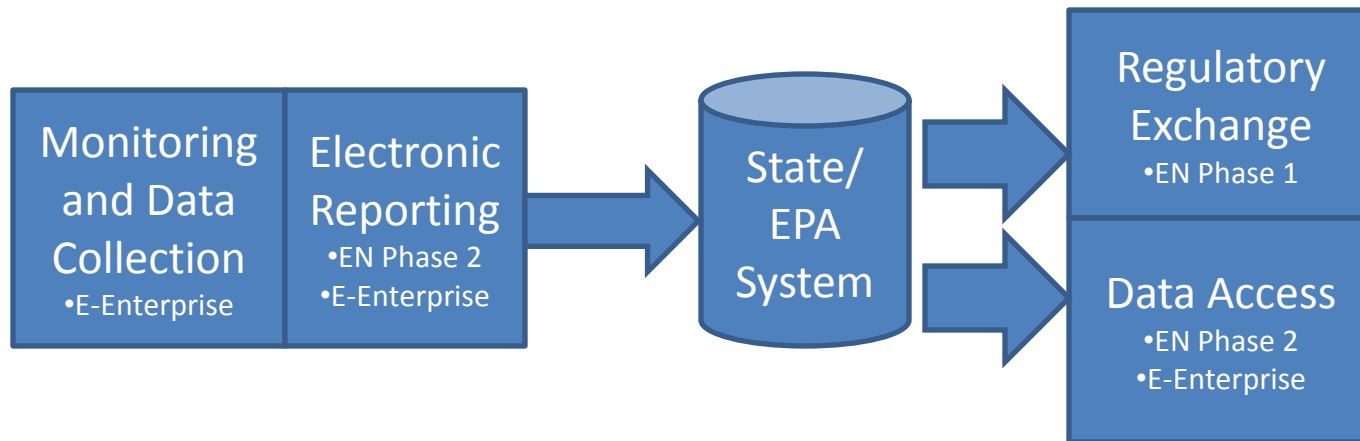 Monitoring
and Data
Collection
•E-Enterprise
Electronic
Reporting
•EN Phase 2
•E-Enterprise
State/
EPA
System
Regulatory
Exchange
•EN Phase 1
Data Access
•EN Phase 2
•E-Enterprise